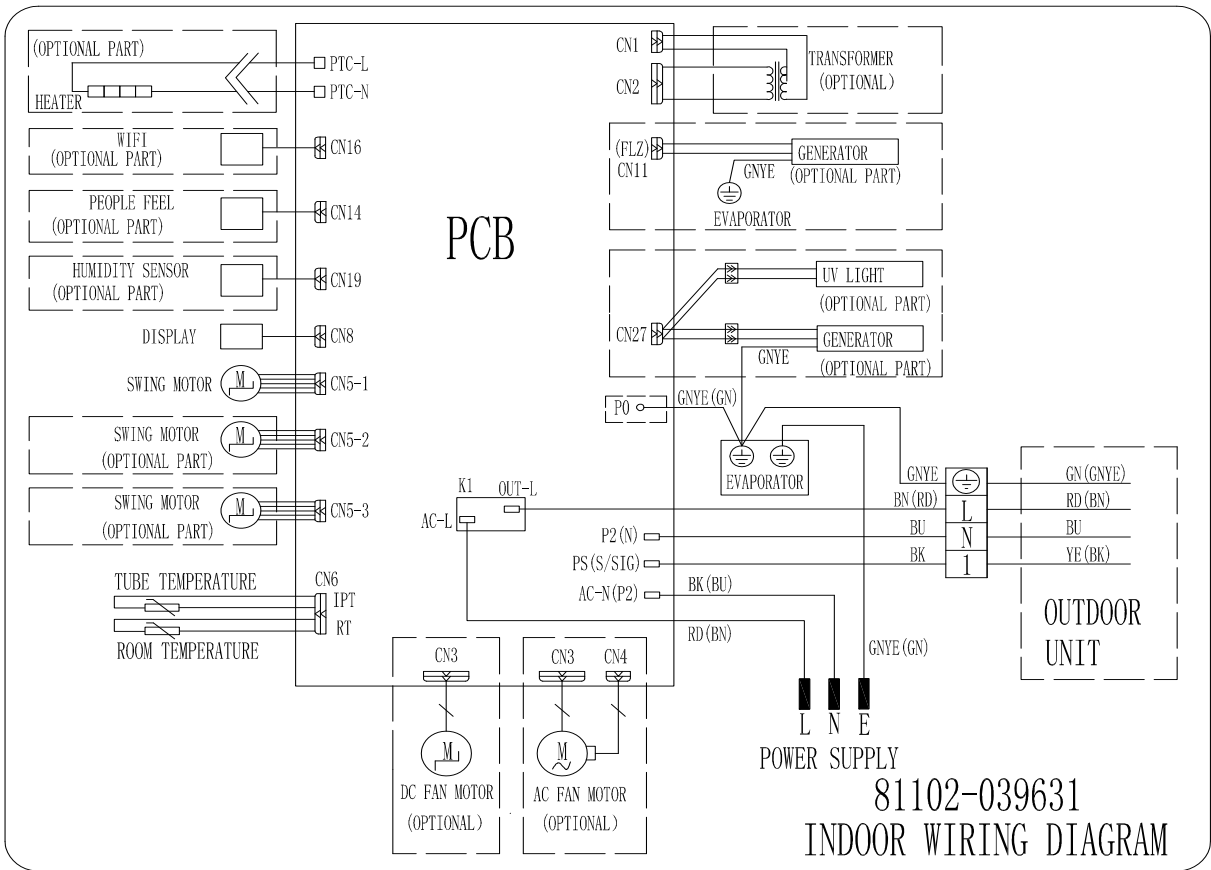 (OPTIONAL PART)
HEATER
PTC-L
PTC-N
WIFI
(OPTIONAL PART)
CN16
PEOPLE FEEL
(OPTIONAL PART)
CN14
HUMIDITY SENSOR
(OPTIONAL PART)
CN19
DISPLAY
CN8
SWING MOTOR
M
CN5-1
SWING MOTOR
(OPTIONAL PART)
M
CN5-2
SWING MOTOR
(OPTIONAL PART)
M
CN5-3
TUBE TEMPERATURE
CN6
IPT
RT
ROOM TEMPERATURE
PCB
CN1
CN2
TRANSFORMER
(OPTIONAL)
(FLZ)
CN11
GENERATOR
(OPTIONAL PART)
GNYE
EVAPORATOR
UV LIGHT
(OPTIONAL PART)
CN27
GENERATOR
(OPTIONAL PART)
GNYE
P0
GNYE(GN)
EVAPORATOR
K1
OUT-L
AC-L
P2(N)
PS(S/SIG)
AC-N(P2)
BK(BU)
RD(BN)
GNYE(GN)
GNYE
BN(RD)
BU
BK
L
N
1
GN(GNYE)
RD(BN)
BU
YE(BK)
OUTDOOR
UNIT
CN3
M
DC FAN MOTOR
(OPTIONAL)
CN3
CN4
M
AC FAN MOTOR
(OPTIONAL)
L N E
POWER SUPPLY
81102-039631
INDOOR WIRING DIAGRAM